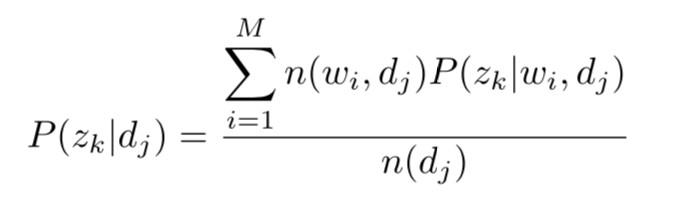 P(z_k|d_j) = \frac{\sum_{i=1}^{M} n(w_i, d_j)P(z_k|w_i, d_j)}{n(d_j)}